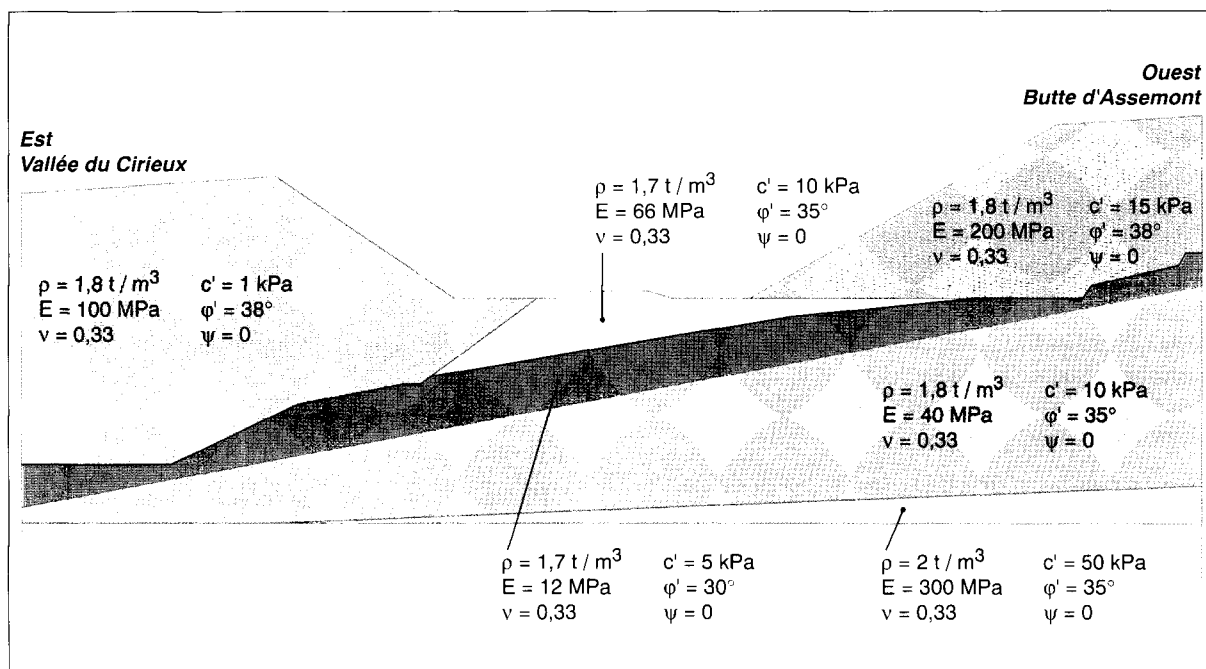 Ouest
Butte d'Assemont
Est
Vallée du Cirieux
ρ = 1,7 t / m³ c' = 10 kPa
E = 66 MPa φ' = 35°
ν = 0,33 ψ = 0
ρ = 1,8 t / m³ c' = 15 kPa
E = 200 MPa φ' = 38°
ν = 0,33 ψ = 0
ρ = 1,8 t / m³ c' = 1 kPa
E = 100 MPa φ' = 38°
ν = 0,33 ψ = 0
ρ = 1,8 t / m³ c' = 10 kPa
E = 40 MPa φ' = 35°
ν = 0,33 ψ = 0
ρ = 1,7 t / m³ c' = 5 kPa
E = 12 MPa φ' = 30°
ν = 0,33 ψ = 0
ρ = 2 t / m³ c' = 50 kPa
E = 300 MPa φ' = 35°
ν = 0,33 ψ = 0